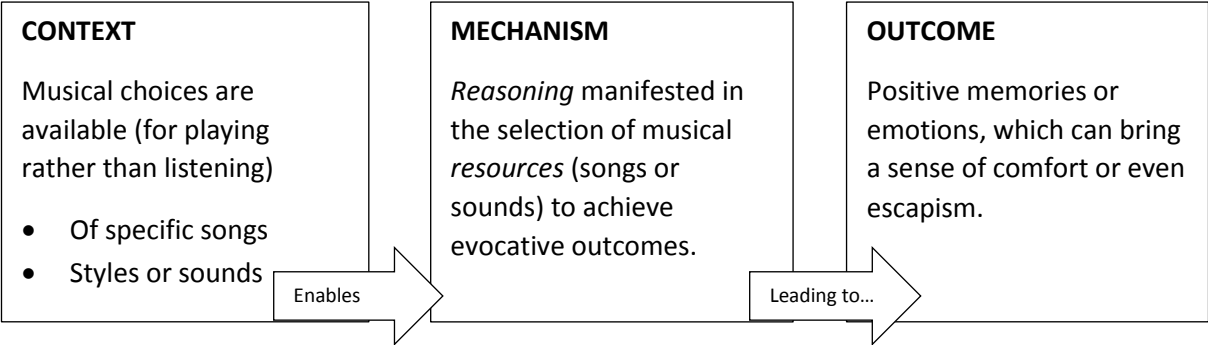 CONTEXT
Musical choices are
available (for playing
rather than listening)
• Of specific songs
• Styles or sounds
Enables
MECHANISM
Reasoning manifested in
the selection of musical
resources (songs or
sounds) to achieve
evocative outcomes.
Leading to…
OUTCOME
Positive memories or
emotions, which can bring
a sense of comfort or even
escapism.